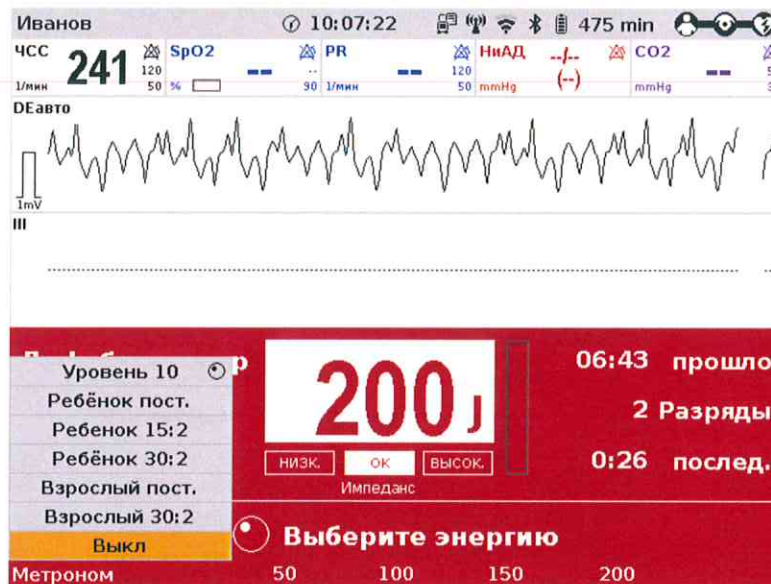 Иванов 10:07:22 475 min
ЧСС 241 120 50 1/мин
SpO2 -- -- 90 %
PR -- 120 50 1/мин
НиАД --/-- (--) mmHg
CO2 -- mmHg
DEавто
1mV
III
200 J
06:43 прошло
2 Разряды
0:26 послед.
низк. ок высок.
Импеданс
Уровень 10
Ребёнок пост.
Ребенок 15:2
Ребёнок 30:2
Взрослый пост.
Взрослый 30:2
Выкл
Выберите энергию
Метроном 50 100 150 200